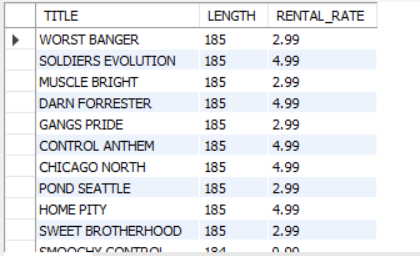 TITLE LENGTH RENTAL_RATE
WORST BANGER 185 2.99
SOLDIERS EVOLUTION 185 4.99
MUSCLE BRIGHT 185 2.99
DARN FORRESTER 185 4.99
GANGS PRIDE 185 2.99
CONTROL ANTHEM 185 4.99
CHICAGO NORTH 185 4.99
POND SEATTLE 185 2.99
HOME PITY 185 4.99
SWEET BROTHERHOOD 185 2.99
SMOOCHY CONTROL 184 0.99